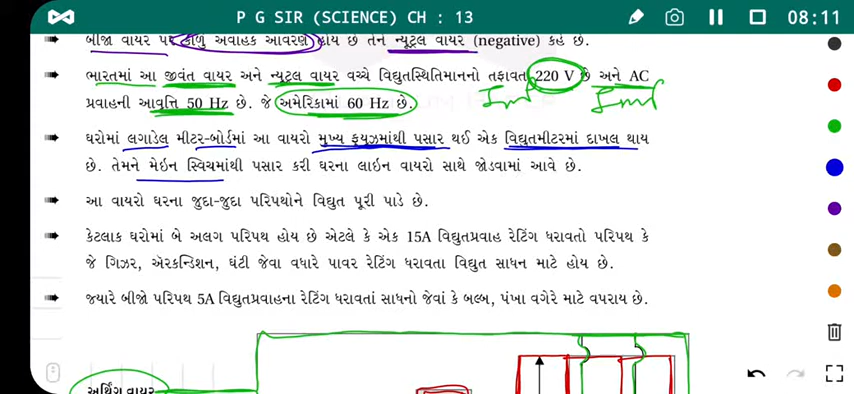 P G SIR (SCIENCE) CH : 13
08:11
બીજા વાયર પર કાળું અવાહક આવરણ હોય છે તેને ન્યૂટ્રલ વાયર (negative) કહે છે.
ભારતમાં આ જીવંત વાયર અને ન્યૂટ્રલ વાયર વચ્ચે વિદ્યુતસ્થિતિમાનનો તફાવત 220 V છે અને AC
પ્રવાહની આવૃત્તિ 50 Hz છે. જે અમેરિકામાં 60 Hz છે.
Imf Imf
ઘરોમાં લગાડેલ મીટર-બોર્ડમાં આ વાયરો મુખ્ય ફયૂઝમાંથી પસાર થઈ એક વિદ્યુતમીટરમાં દાખલ થાય
છે. તેમને મેઇન સ્વિચમાંથી પસાર કરી ઘરના લાઇન વાયરો સાથે જોડવામાં આવે છે.
આ વાયરો ઘરના જુદા-જુદા પરિપથોને વિદ્યુત પૂરી પાડે છે.
કેટલાક ઘરોમાં બે અલગ પરિપથ હોય છે એટલે કે એક 15A વિદ્યુતપ્રવાહ રેટિંગ ધરાવતો પરિપથ કે
જે ગિઝર, ઍરકન્ડિશન, ઘંટી જેવા વધારે પાવર રેટિંગ ધરાવતા વિદ્યુત સાધન માટે હોય છે.
જ્યારે બીજો પરિપથ 5A વિદ્યુતપ્રવાહના રેટિંગ ધરાવતાં સાધનો જેવાં કે બલ્બ, પંખા વગેરે માટે વપરાય છે.
અર્થિંગ વાયર